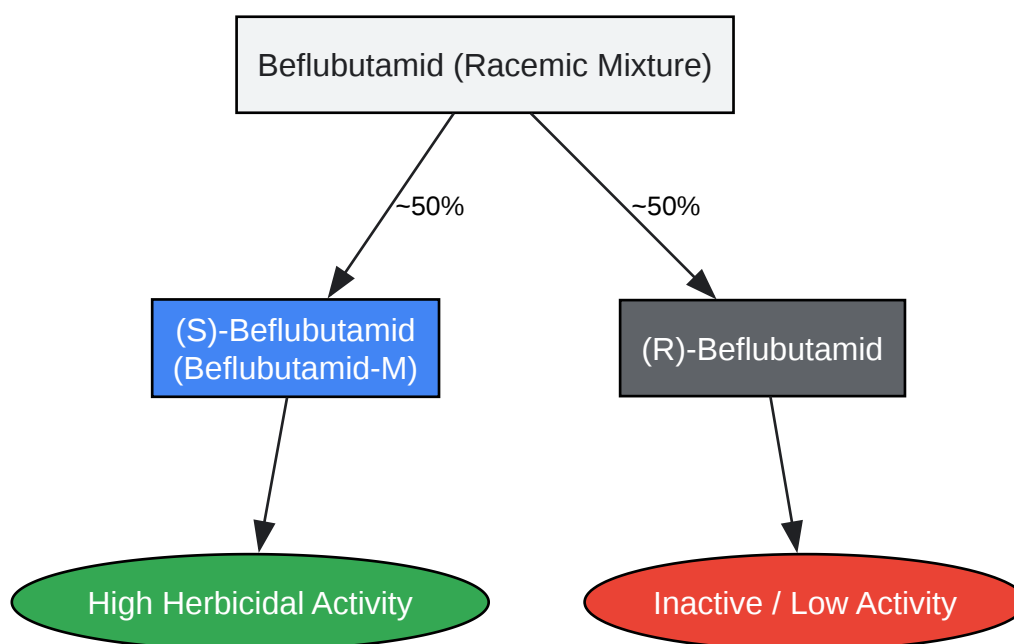 Beflubutamid (Racemic Mixture)
~50%
~50%
(S)-Beflubutamid
(Beflubutamid-M)
(R)-Beflubutamid
High Herbicidal Activity
Inactive / Low Activity